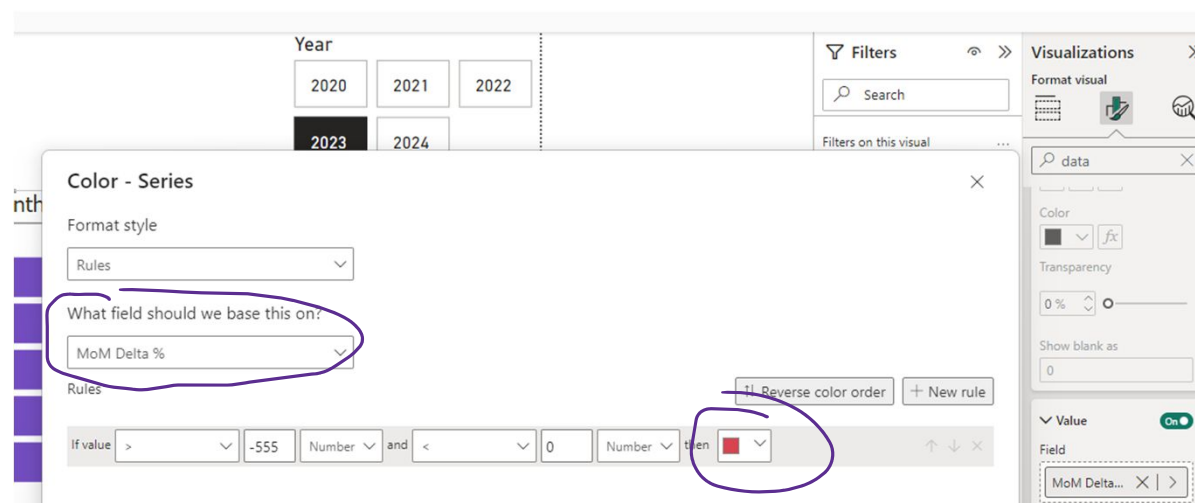 Year
2020
2021
2022
2023
2024
Filters
Search
Filters on this visual
...
Visualizations
Format visual
data
nth
Color - Series
Format style
Rules
What field should we base this on?
MoM Delta %
Rules
Reverse color order
+ New rule
If value > -555 Number and < 0 Number then
Color
fx
Transparency
0 %
Show blank as
0
Value
On
Field
MoM Delta...